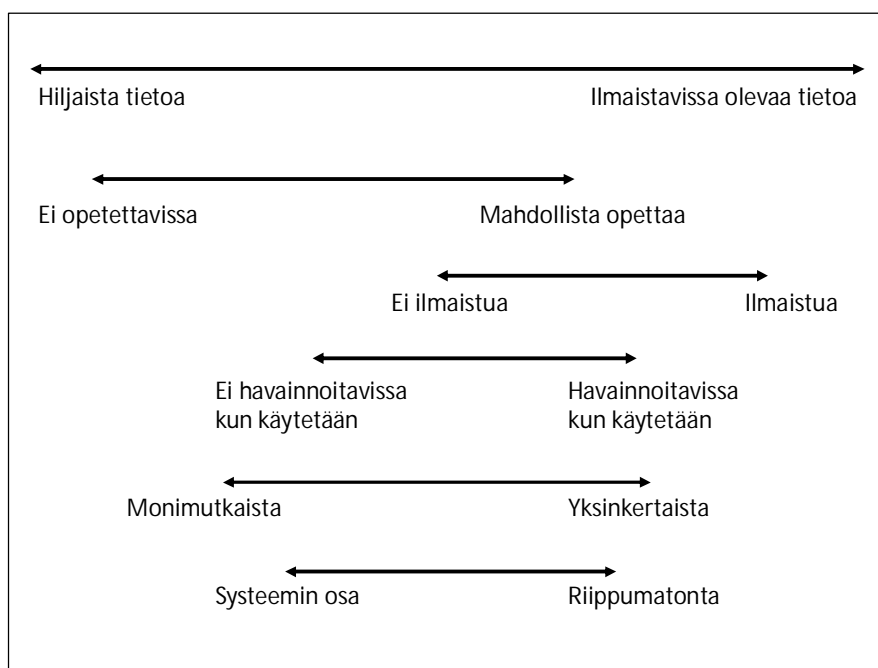 Hiljaista tietoa Ilmaistavissa olevaa tietoa
Ei opetettavissa Mahdollista opettaa
Ei ilmaistua Ilmaistua
Ei havainnoitavissa Havainnoitavissa
kun käytetään kun käytetään
Monimutkaista Yksinkertaista
Systeemin osa Riippumatonta